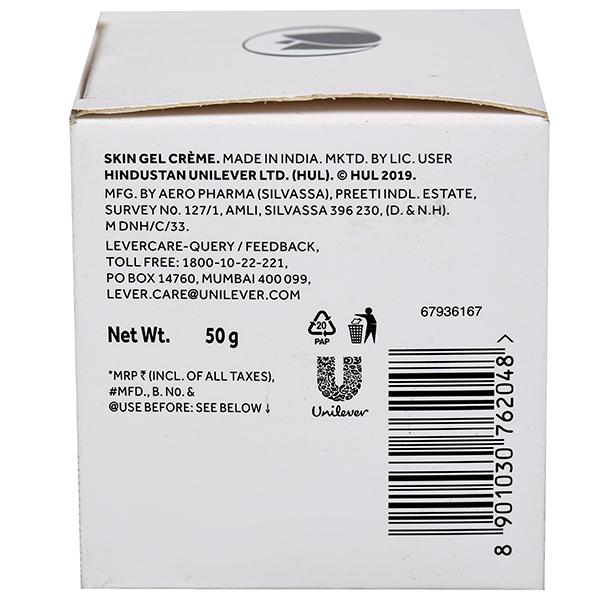 SKIN GEL CRÈME. MADE IN INDIA. MKTD. BY LIC. USER
HINDUSTAN UNILEVER LTD. (HUL). © HUL 2019.
MFG. BY AERO PHARMA (SILVASSA), PREETI INDL. ESTATE,
SURVEY No. 127/1, AMLI, SILVASSA 396 230, (D. & N.H).
M DNH/C/33.
LEVERCARE-QUERY / FEEDBACK,
TOLL FREE: 1800-10-22-221,
PO BOX 14760, MUMBAI 400 099,
LEVER.CARE@UNILEVER.COM
67936167
20
PAP
Net Wt. 50 g
*MRP ₹ (INCL. OF ALL TAXES),
#MFD., B. NO. &
@USE BEFORE: SEE BELOW ↓
Unilever
8 901030 762048 >